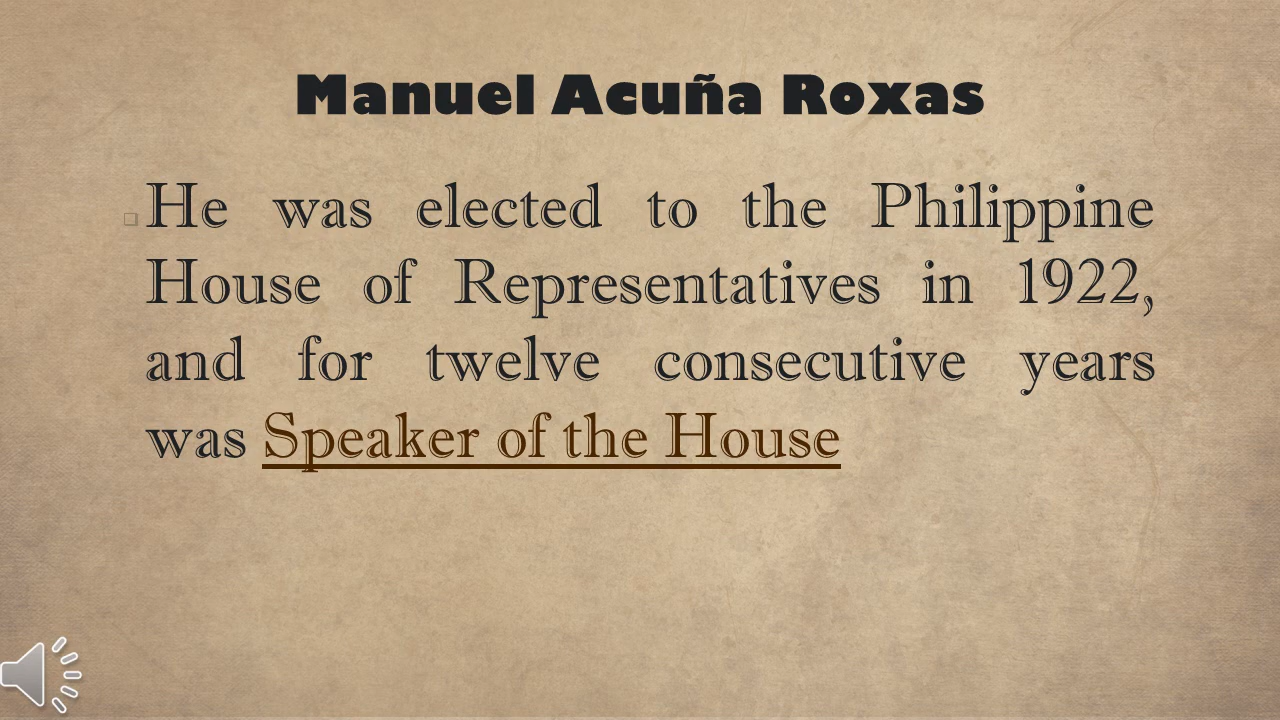 Manuel Acuña Roxas
He was elected to the Philippine
House of Representatives in 1922,
and for twelve consecutive years
was Speaker of the House